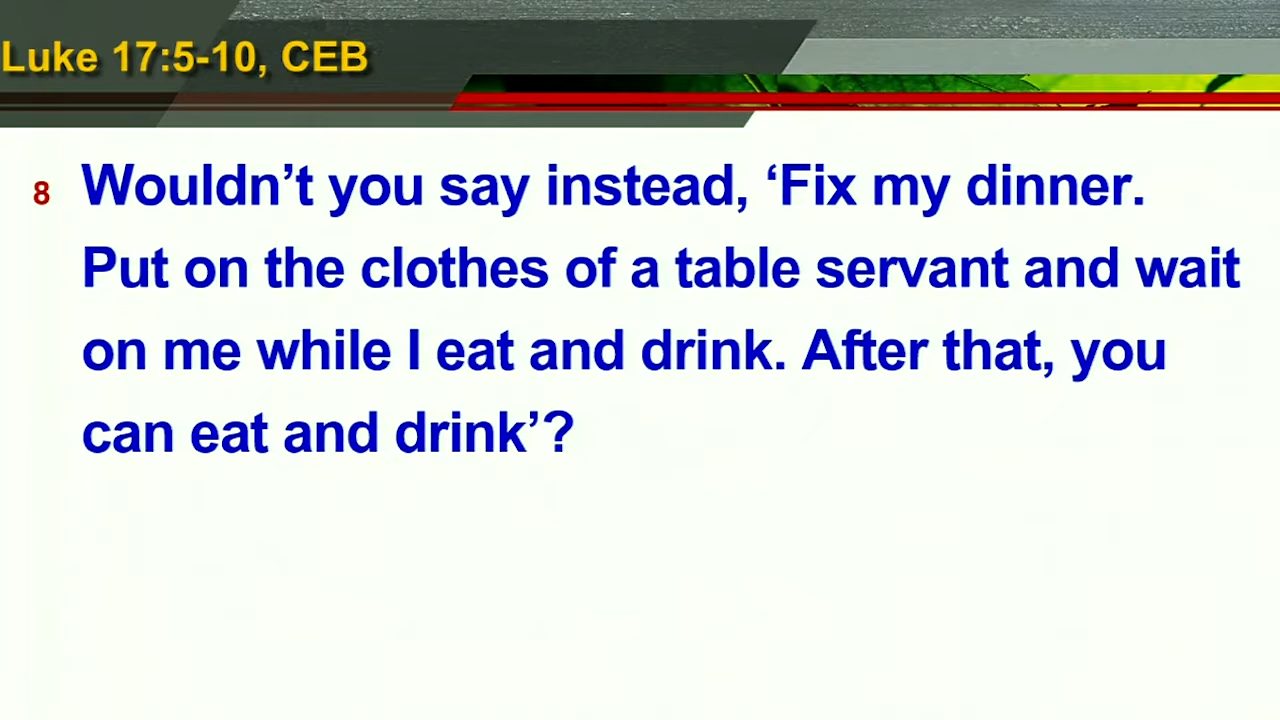 Luke 17:5-10, CEB
8 Wouldn’t you say instead, ‘Fix my dinner.
Put on the clothes of a table servant and wait
on me while I eat and drink. After that, you
can eat and drink’?